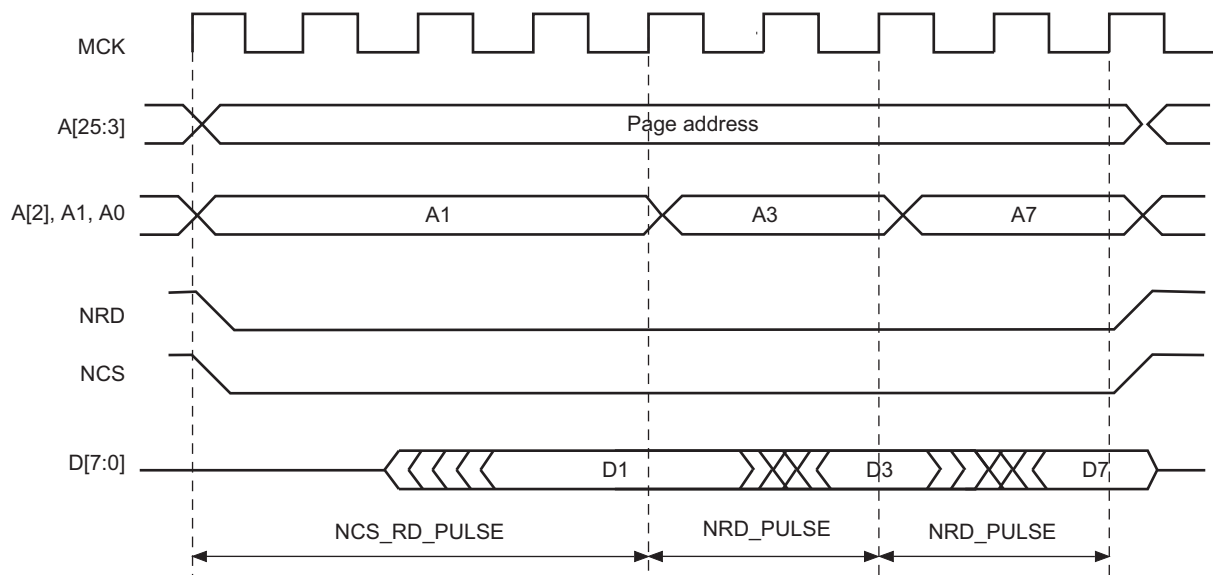 MCK
A[25:3]
Page address
A[2], A1, A0
A1
A3
A7
NRD
NCS
D[7:0]
D1
D3
D7
NCS_RD_PULSE
NRD_PULSE
NRD_PULSE